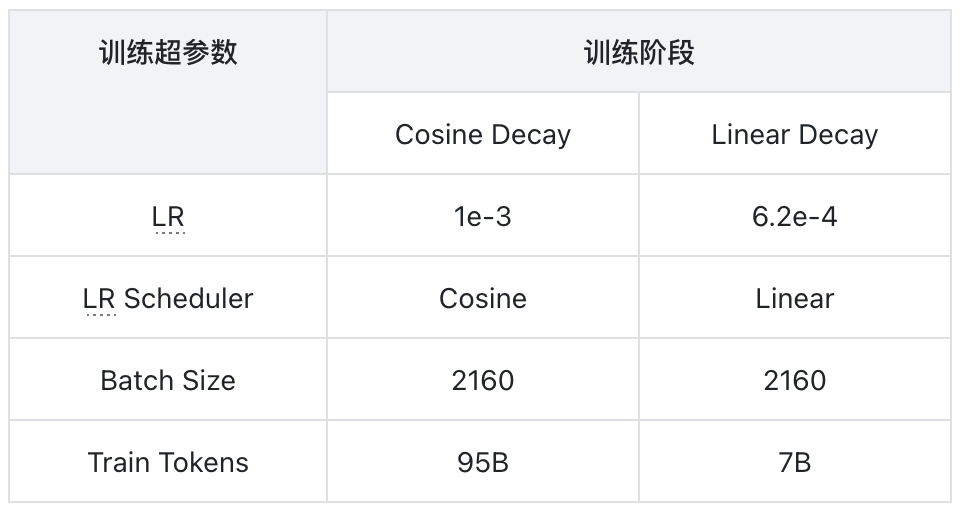 训练超参数 训练阶段
Cosine Decay Linear Decay
LR 1e-3 6.2e-4
LR Scheduler Cosine Linear
Batch Size 2160 2160
Train Tokens 95B 7B